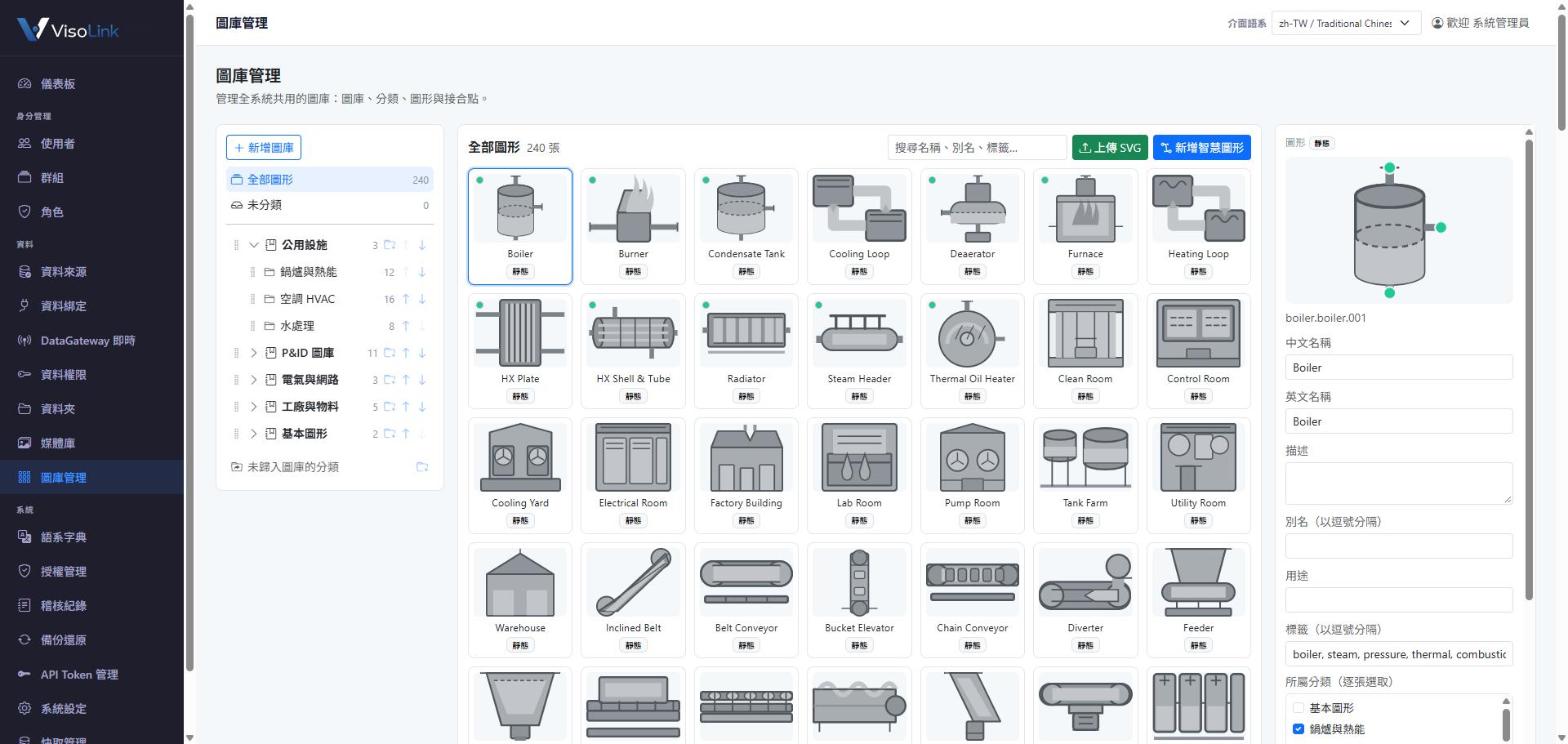 VisoLink
儀表板
身分管理
使用者
群組
角色
資料
資料來源
資料綁定
DataGateway 即時
資料權限
資料夾
媒體庫
圖庫管理
系統
語系字典
授權管理
稽核紀錄
備份還原
API Token 管理
系統設定
快取管理
圖庫管理
介面語系 zh-TW / Traditional Chines 歡迎 系統管理員
圖庫管理
管理全系統共用的圖庫：圖庫、分類、圖形與接合點。
+ 新增圖庫
全部圖形 240
未分類 0
公用設施 3
鍋爐與熱能 12
空調 HVAC 16
水處理 8
P&ID 圖庫 11
電氣與網路 3
工廠與物料 5
基本圖形 2
未歸入圖庫的分類
全部圖形 240 張 搜尋名稱、別名、標籤... 上傳 SVG 新增智慧圖形
Boiler Burner Condensate Tank Cooling Loop Deaerator Furnace Heating Loop
靜態 靜態 靜態 靜態 靜態 靜態 靜態
HX Plate HX Shell & Tube Radiator Steam Header Thermal Oil Heater Clean Room Control Room
靜態 靜態 靜態 靜態 靜態 靜態 靜態
Cooling Yard Electrical Room Factory Building Lab Room Pump Room Tank Farm Utility Room
靜態 靜態 靜態 靜態 靜態 靜態 靜態
Warehouse Inclined Belt Belt Conveyor Bucket Elevator Chain Conveyor Diverter Feeder
靜態 靜態 靜態 靜態 靜態 靜態 靜態
圖形 靜態
boiler.boiler.001
中文名稱
Boiler
英文名稱
Boiler
描述
別名（以逗號分隔）
用途
標籤（以逗號分隔）
boiler, steam, pressure, thermal, combustic
所屬分類（逐張選取）
基本圖形
鍋爐與熱能